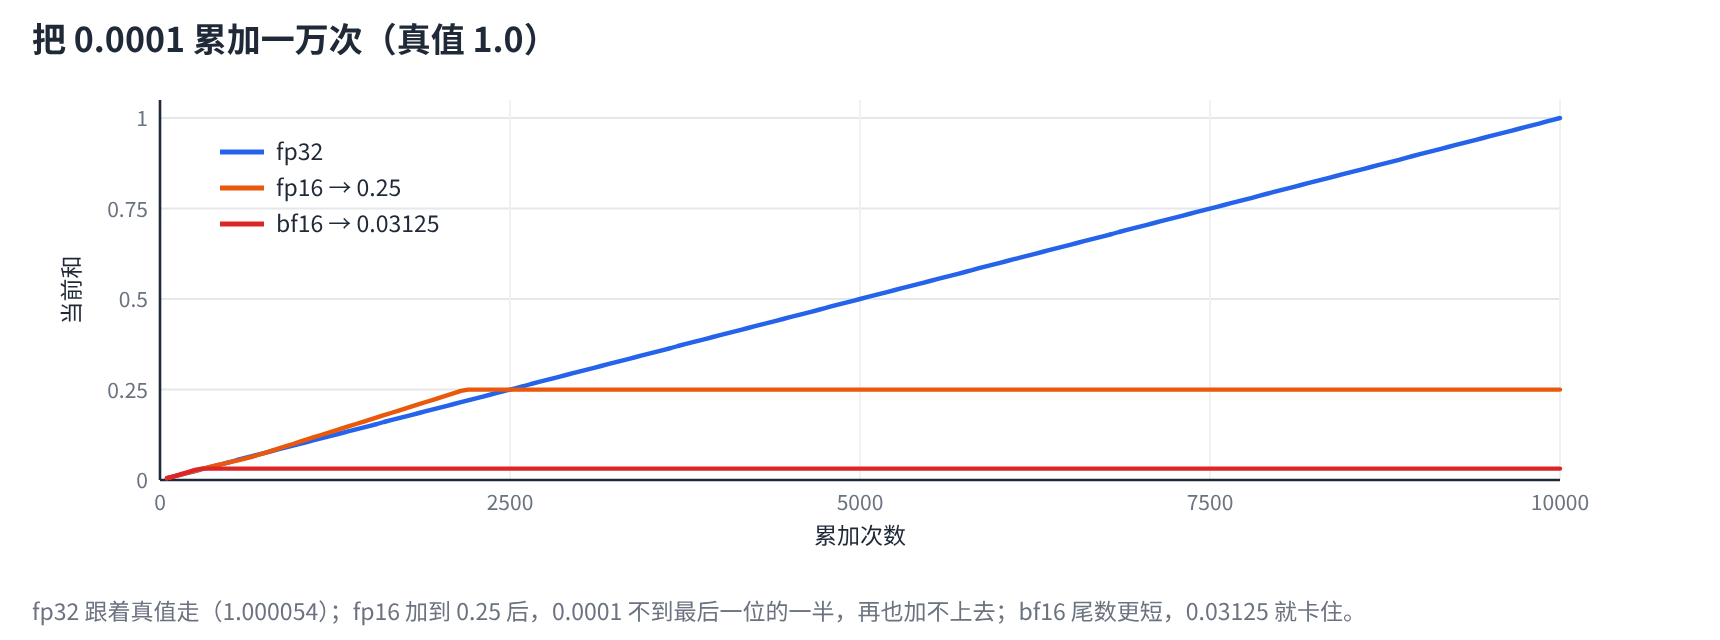 把 0.0001 累加一万次（真值 1.0）
1
fp32
fp16 → 0.25
0.75
bf16 → 0.03125
当前和
0.5
0.25
0
0
2500
5000
7500
10000
累加次数
fp32 跟着真值走（1.000054）；fp16 加到 0.25 后，0.0001 不到最后一位的一半，再也加不上去；bf16 尾数更短，0.03125 就卡住。